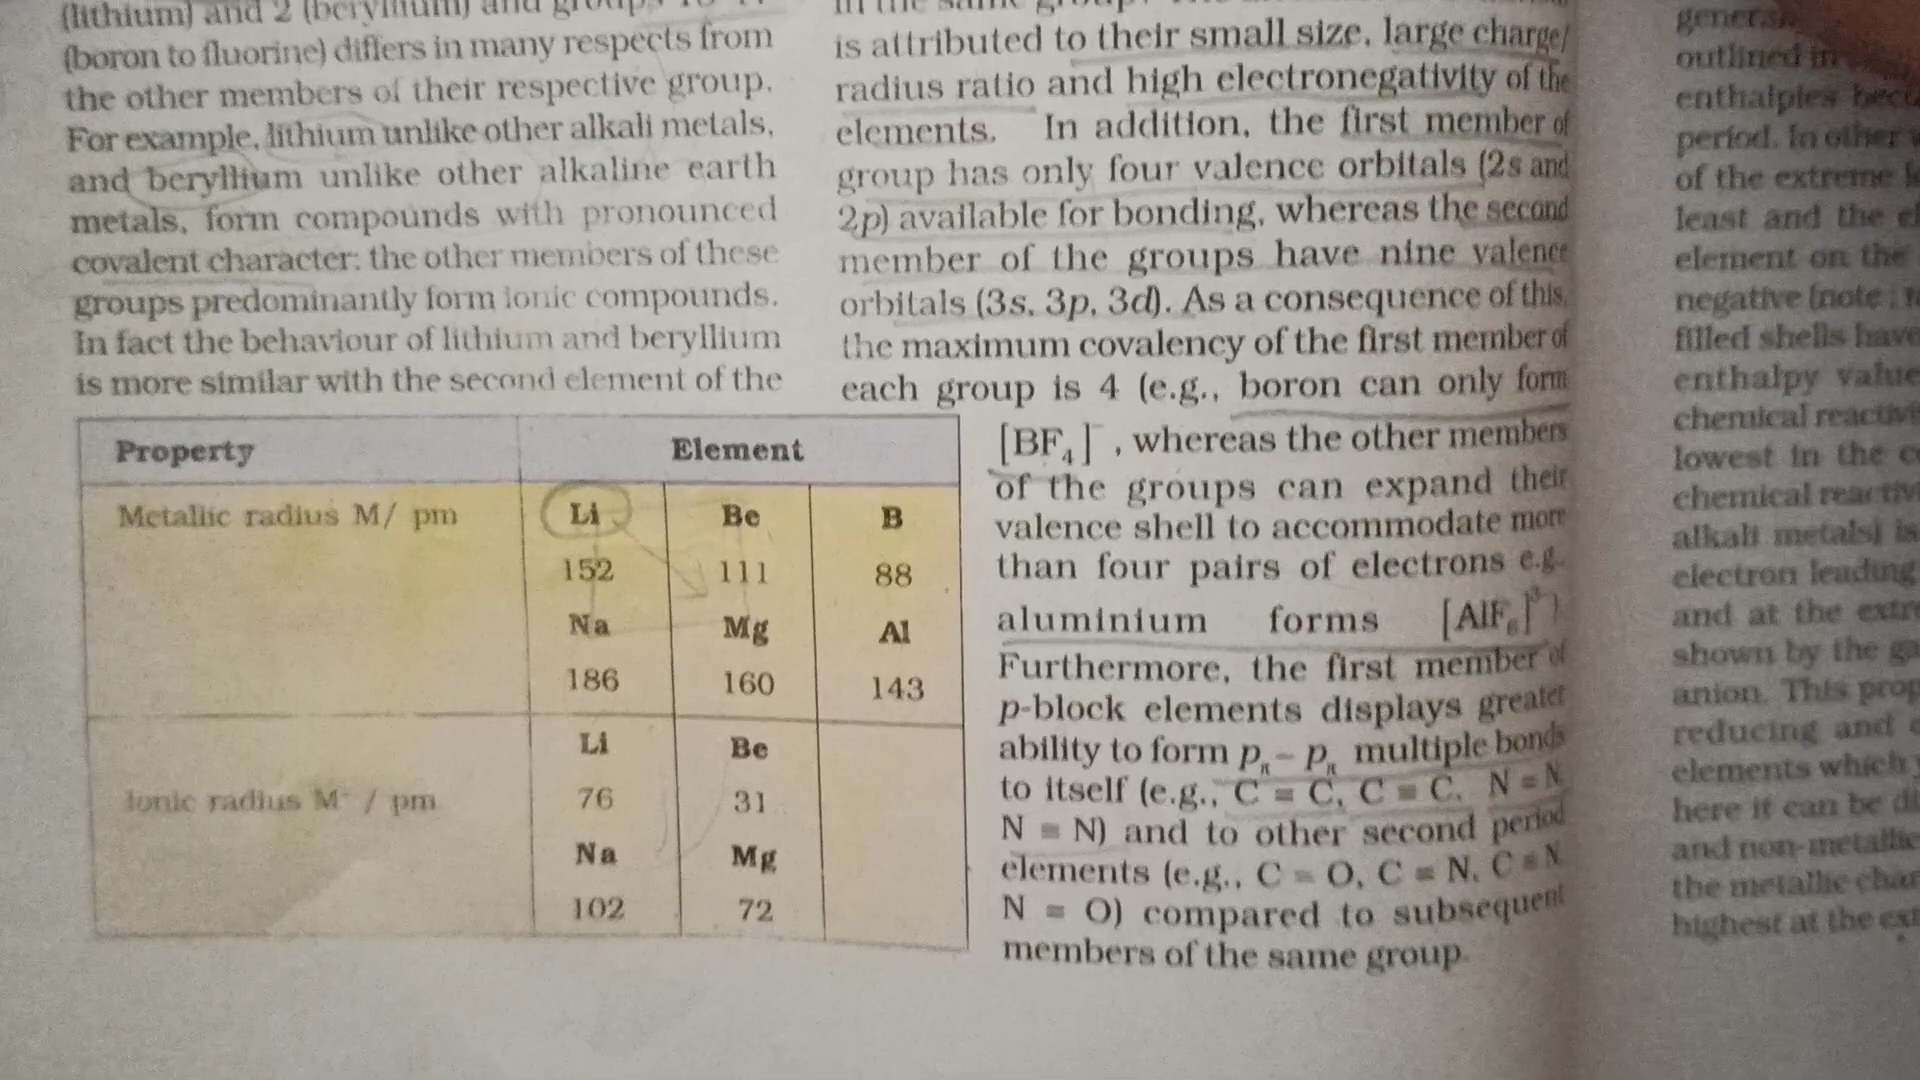 (lithium) and 2 (beryllium) and groups
(boron to fluorine) differs in many respects from
the other members of their respective group.
For example, lithium unlike other alkali metals,
and beryllium unlike other alkaline earth
metals, form compounds with pronounced
covalent character; the other members of these
groups predominantly form ionic compounds.
In fact the behaviour of lithium and beryllium
is more similar with the second element of the
in the same group.
is attributed to their small size, large charge/
radius ratio and high electronegativity of the
elements. In addition, the first member of
group has only four valence orbitals (2s and
2p) available for bonding, whereas the second
member of the groups have nine valence
orbitals (3s, 3p, 3d). As a consequence of this,
the maximum covalency of the first member of
each group is 4 (e.g., boron can only form
[BF₄]⁻, whereas the other members
of the groups can expand their
valence shell to accommodate more
than four pairs of electrons e.g.
aluminium forms [AlF₆]³⁻)
Furthermore, the first member of
p-block elements displays greater
ability to form pπ – pπ multiple bonds
to itself (e.g., C = C, C ≡ C, N = N,
N ≡ N) and to other second period
elements (e.g., C = O, C = N, C ≡ N,
N = O) compared to subsequent
members of the same group.
Property Element
Metallic radius M/ pm Li Be B
152 111 88
Na Mg Al
186 160 143
Li Be
Ionic radius M⁺ / pm 76 31
Na Mg
102 72
general
outlined in
enthalpies
period. In other
of the extreme
least and the
element on the
negative (note :
filled shells have
enthalpy value
chemical
lowest in the
chemical
alkali metals) is
electron leading
and at the
shown by the
anion. This
reducing and
elements which
here it can be
and non-metallic
the metallic
highest at the